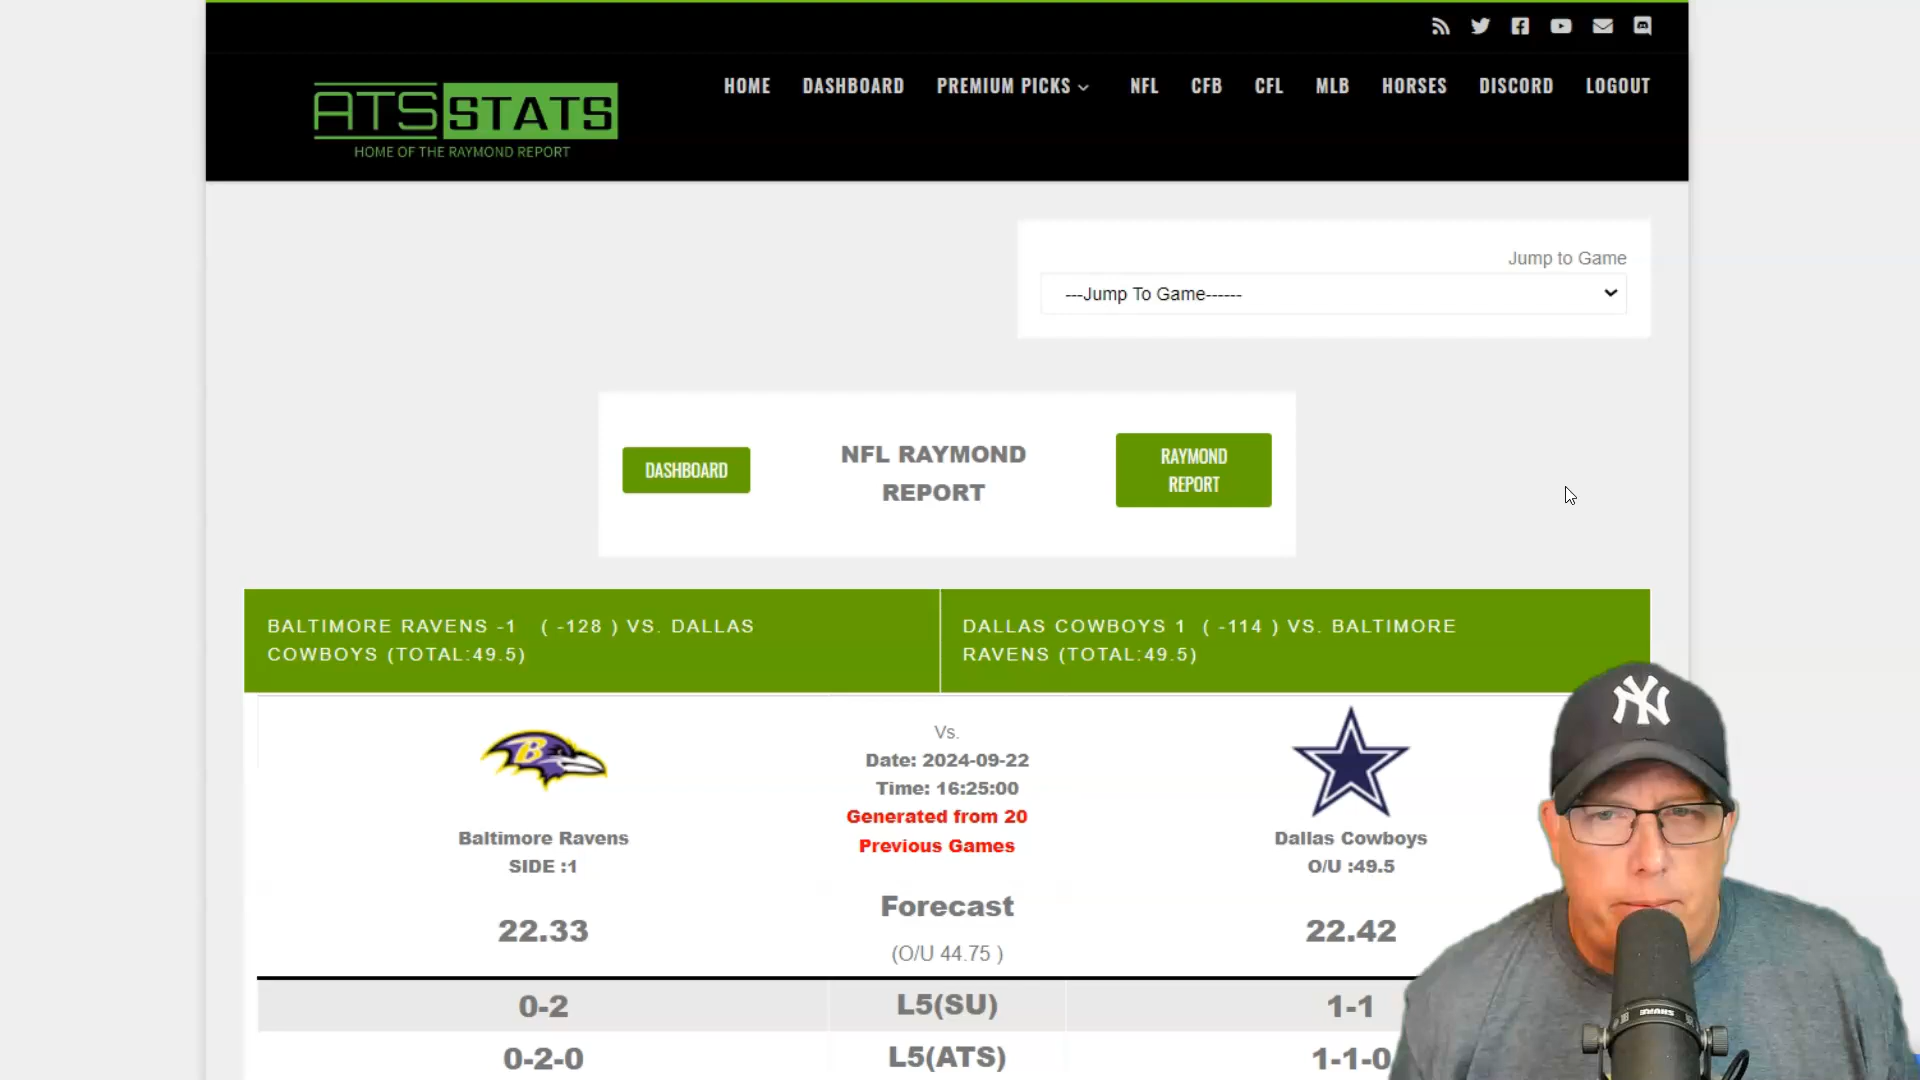 HOME DASHBOARD PREMIUM PICKS NFL CFB CFL MLB HORSES DISCORD LOGOUT
ATS STATS
HOME OF THE RAYMOND REPORT
Jump to Game
---Jump To Game------
DASHBOARD
NFL RAYMOND
REPORT
RAYMOND
REPORT
BALTIMORE RAVENS -1 ( -128 ) VS. DALLAS
COWBOYS (TOTAL:49.5)
DALLAS COWBOYS 1 ( -114 ) VS. BALTIMORE
RAVENS (TOTAL:49.5)
B
Baltimore Ravens
SIDE :1
22.33
Vs.
Date: 2024-09-22
Time: 16:25:00
Generated from 20
Previous Games
Forecast
(O/U 44.75 )
Dallas Cowboys
O/U :49.5
22.42
0-2 L5(SU) 1-1
0-2-0 L5(ATS) 1-1-0
NY
SHURE